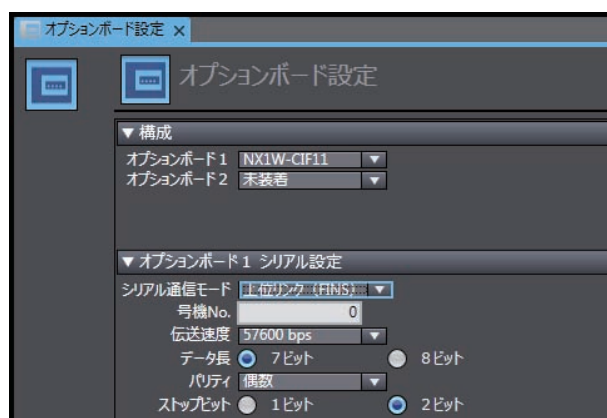 オプションボード設定 ×
オプションボード設定
▼構成
オプションボード1 NX1W-CIF11 ▼
オプションボード2 未装着 ▼
▼オプションボード1 シリアル設定
シリアル通信モード 上位リンク (FINS) ▼
号機No. 0
伝送速度 57600 bps ▼
データ長 7ビット 8ビット
パリティ 偶数 ▼
ストップビット 1ビット 2ビット